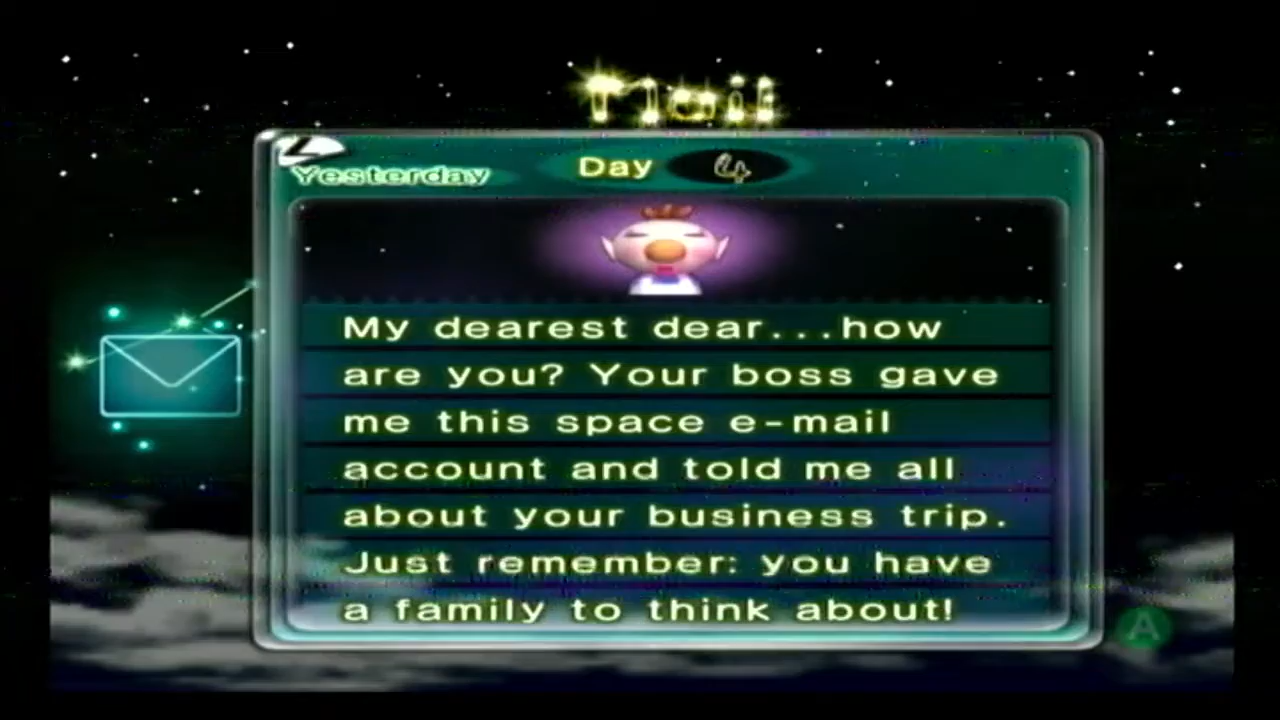 Mail
L
Yesterday
Day 4
My dearest dear...how
are you? Your boss gave
me this space e-mail
account and told me all
about your business trip.
Just remember: you have
a family to think about!
A